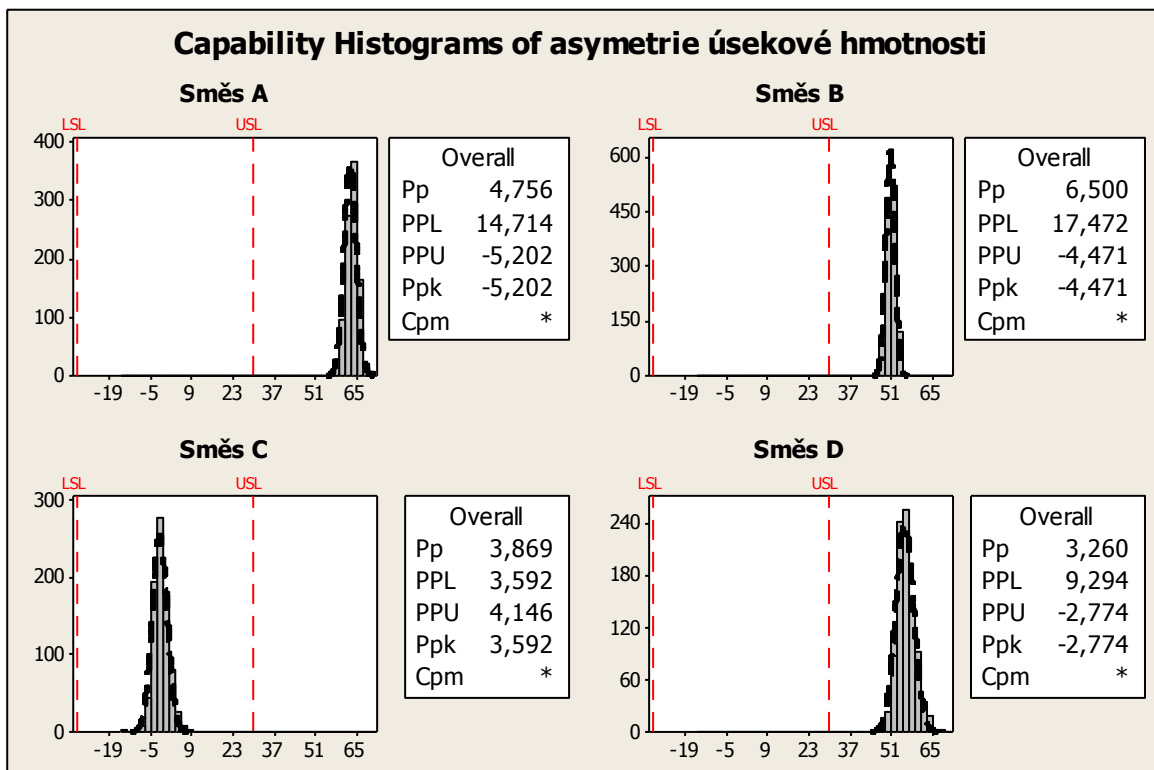 Capability Histograms of asymetrie úsekové hmotnosti
Směs A
LSL USL
400
300
200
100
0
-19 -5 9 23 37 51 65
Overall
Pp 4,756
PPL 14,714
PPU -5,202
Ppk -5,202
Cpm *
Směs B
LSL USL
600
450
300
150
0
-19 -5 9 23 37 51 65
Overall
Pp 6,500
PPL 17,472
PPU -4,471
Ppk -4,471
Cpm *
Směs C
LSL USL
300
200
100
0
-19 -5 9 23 37 51 65
Overall
Pp 3,869
PPL 3,592
PPU 4,146
Ppk 3,592
Cpm *
Směs D
LSL USL
240
180
120
60
0
-19 -5 9 23 37 51 65
Overall
Pp 3,260
PPL 9,294
PPU -2,774
Ppk -2,774
Cpm *